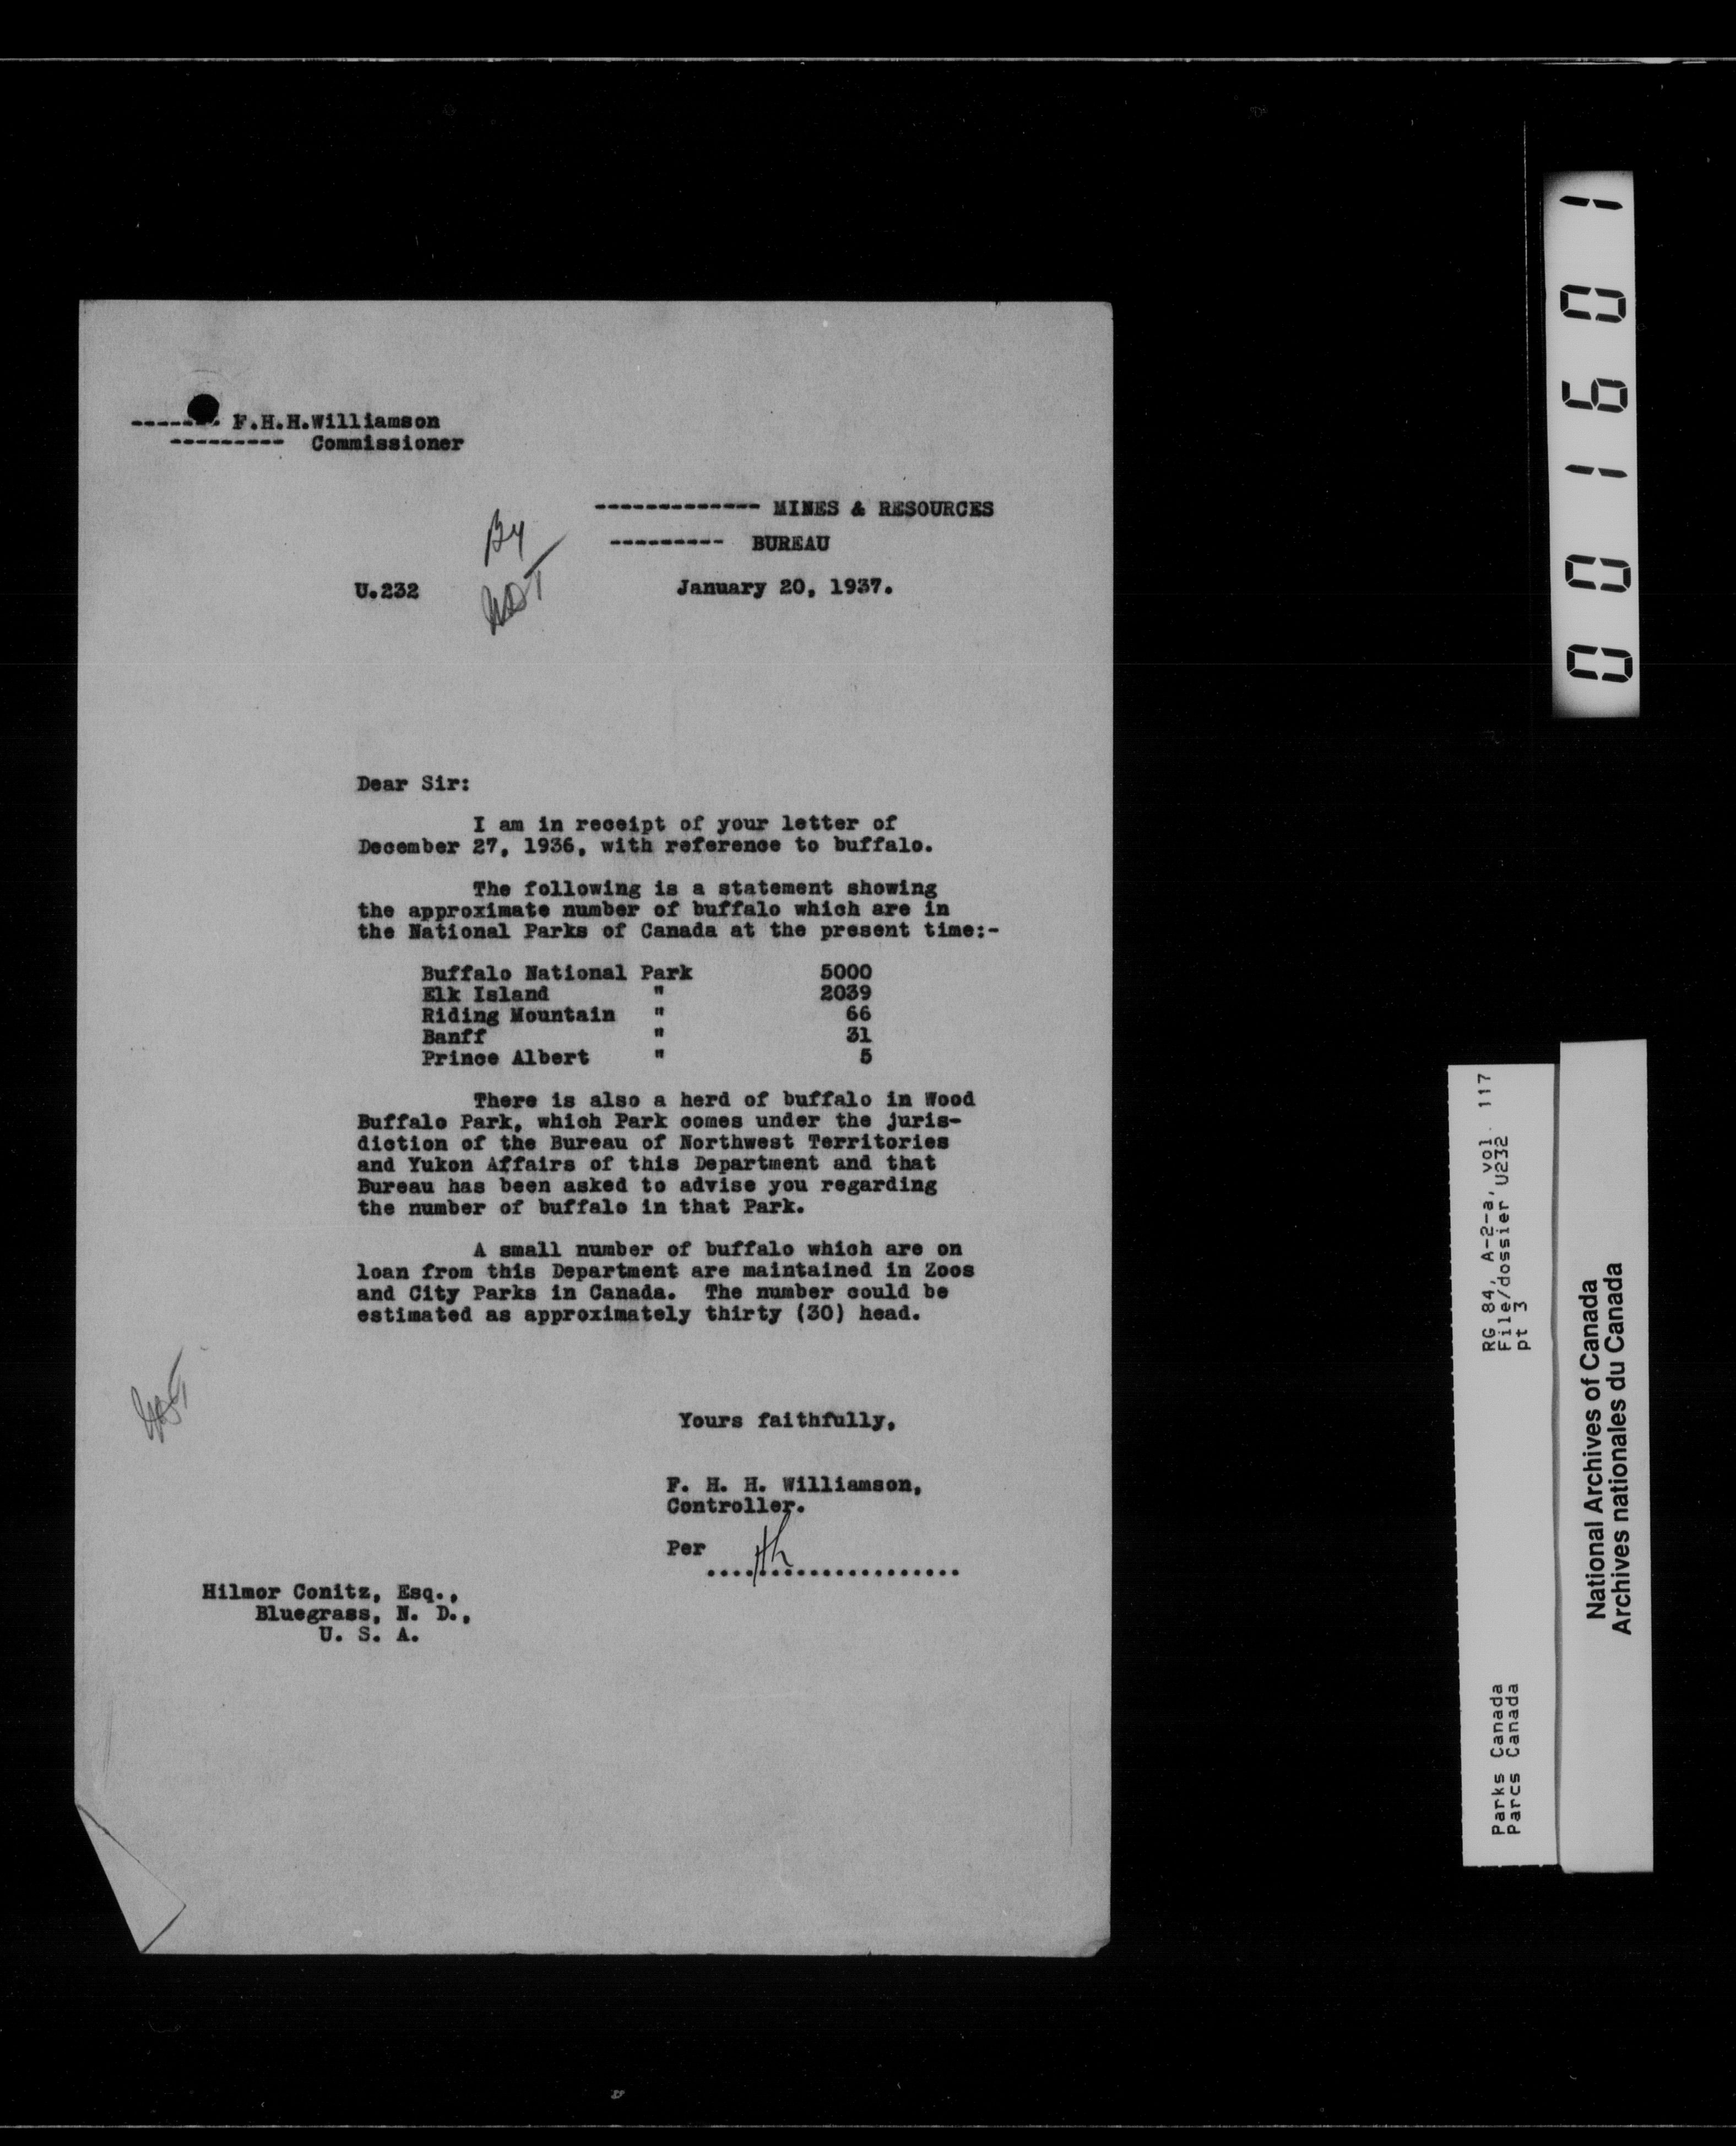 ------- F.H.H.Williamson
--------- Commissioner
------------- MINES & RESOURCES
--------- BUREAU
By
U.232 January 20, 1937.
Dear Sir:
I am in receipt of your letter of
December 27, 1936, with reference to buffalo.
The following is a statement showing
the approximate number of buffalo which are in
the National Parks of Canada at the present time:-
Buffalo National Park 5000
Elk Island " 2039
Riding Mountain " 66
Banff " 31
Prince Albert " 5
There is also a herd of buffalo in Wood
Buffalo Park, which Park comes under the juris-
diction of the Bureau of Northwest Territories
and Yukon Affairs of this Department and that
Bureau has been asked to advise you regarding
the number of buffalo in that Park.
A small number of buffalo which are on
loan from this Department are maintained in Zoos
and City Parks in Canada. The number could be
estimated as approximately thirty (30) head.
Yours faithfully,
F. H. H. Williamson,
Controller.
Per ....................
Hilmor Conitz, Esq.,
Bluegrass, N. D.,
U. S. A.
001601
RG 84, A-2-a, vol. 117
File/dossier U232
pt 3
Parks Canada
Parcs Canada
National Archives of Canada
Archives nationales du Canada